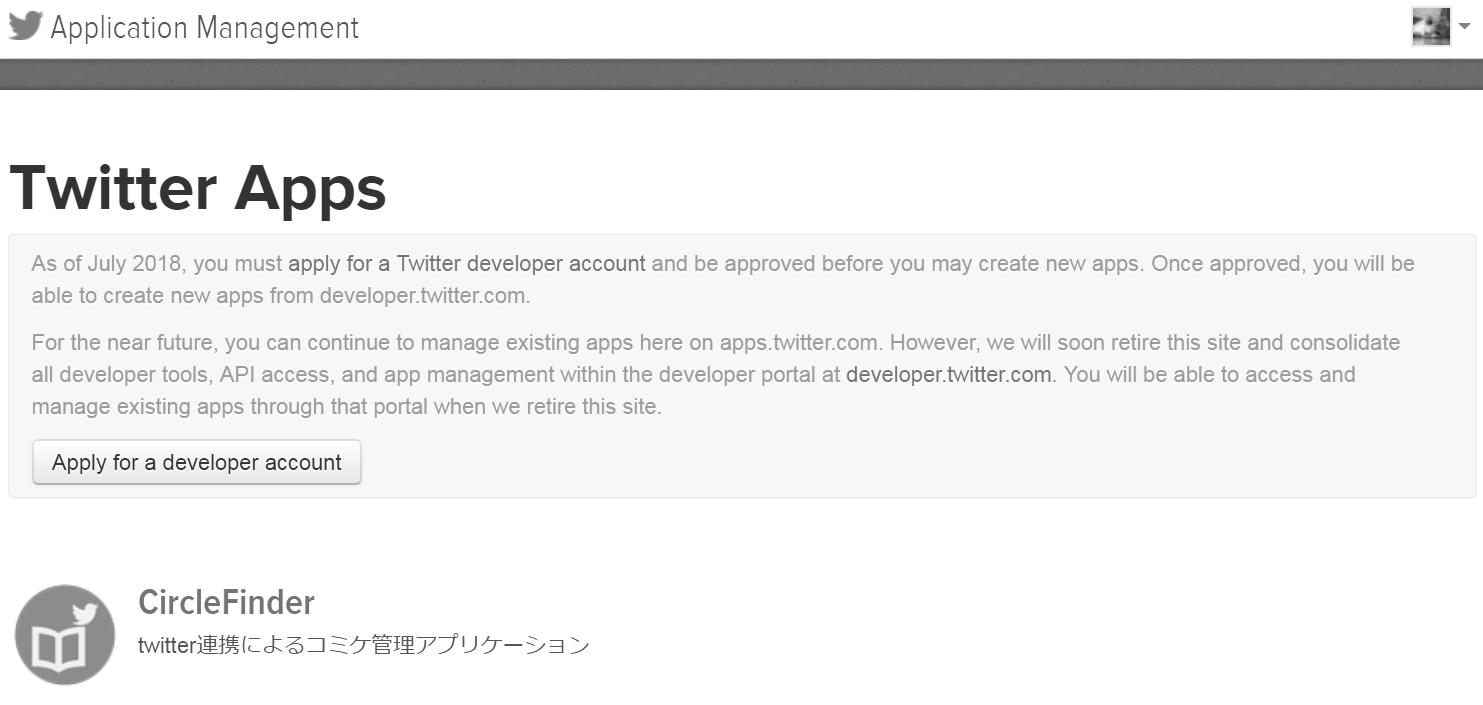 Application Management
Twitter Apps
As of July 2018, you must apply for a Twitter developer account and be approved before you may create new apps. Once approved, you will be
able to create new apps from developer.twitter.com.
For the near future, you can continue to manage existing apps here on apps.twitter.com. However, we will soon retire this site and consolidate
all developer tools, API access, and app management within the developer portal at developer.twitter.com. You will be able to access and
manage existing apps through that portal when we retire this site.
Apply for a developer account
CircleFinder
twitter連携によるコミケ管理アプリケーション